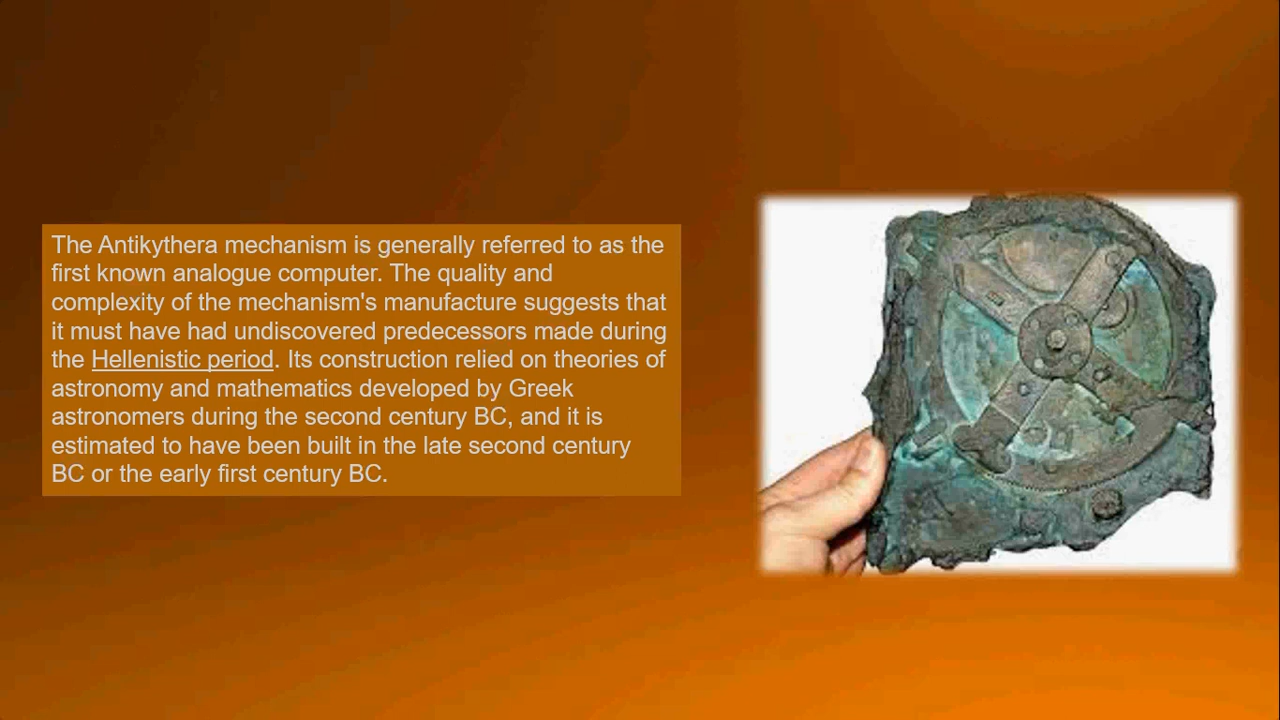 The Antikythera mechanism is generally referred to as the
first known analogue computer. The quality and
complexity of the mechanism's manufacture suggests that
it must have had undiscovered predecessors made during
the Hellenistic period. Its construction relied on theories of
astronomy and mathematics developed by Greek
astronomers during the second century BC, and it is
estimated to have been built in the late second century
BC or the early first century BC.